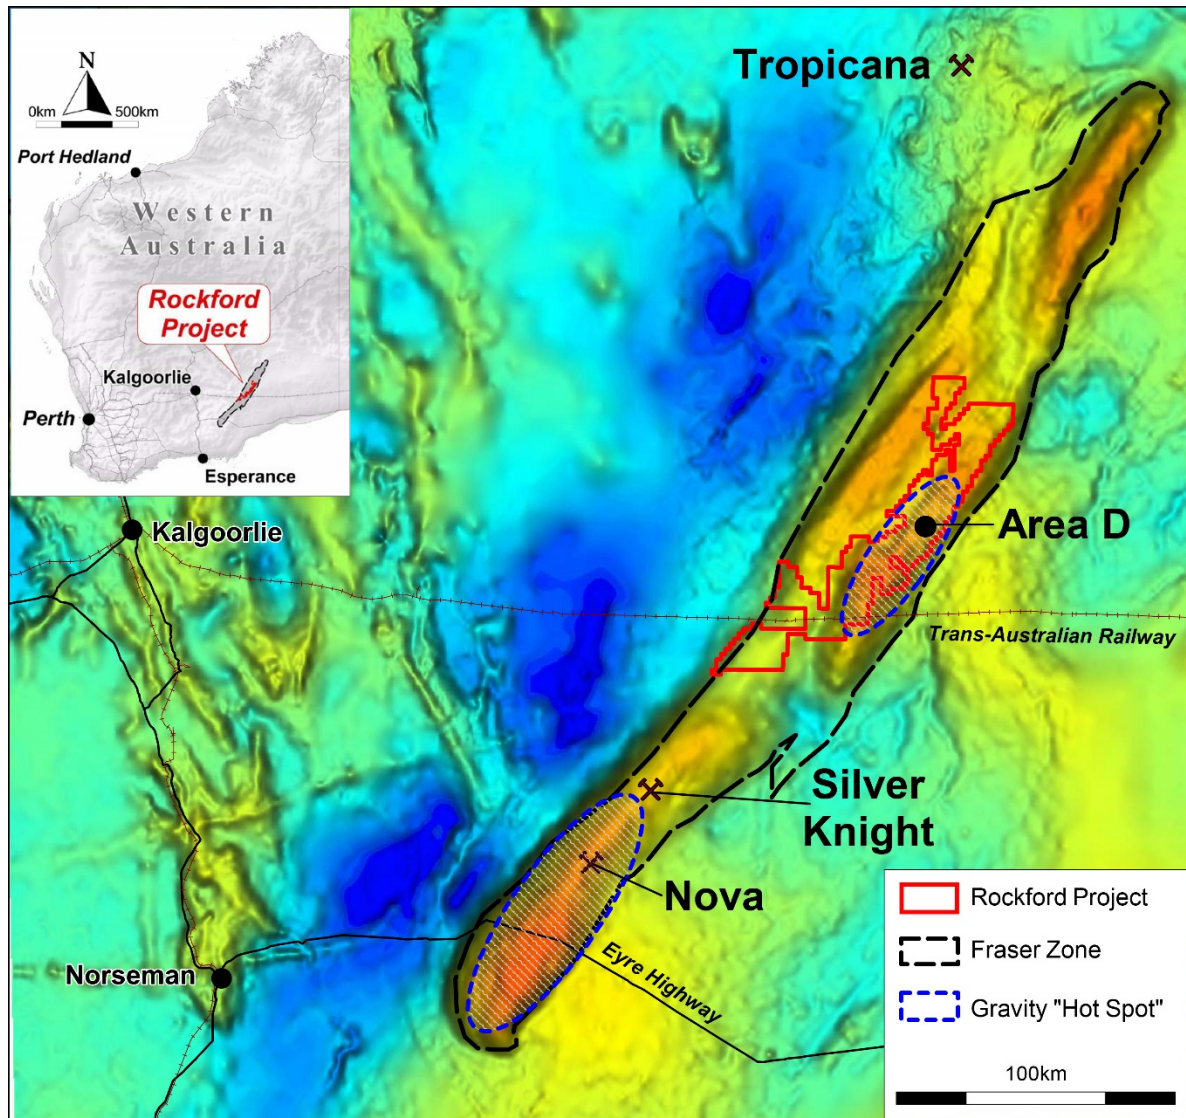 N
0km
500km
Port Hedland
Western
Australia
Rockford
Project
Kalgoorlie
Perth
Esperance
Tropicana
Kalgoorlie
Area D
Trans-Australian Railway
Silver
Knight
Nova
Norseman
Eyre Highway
Rockford Project
Fraser Zone
Gravity "Hot Spot"
100km